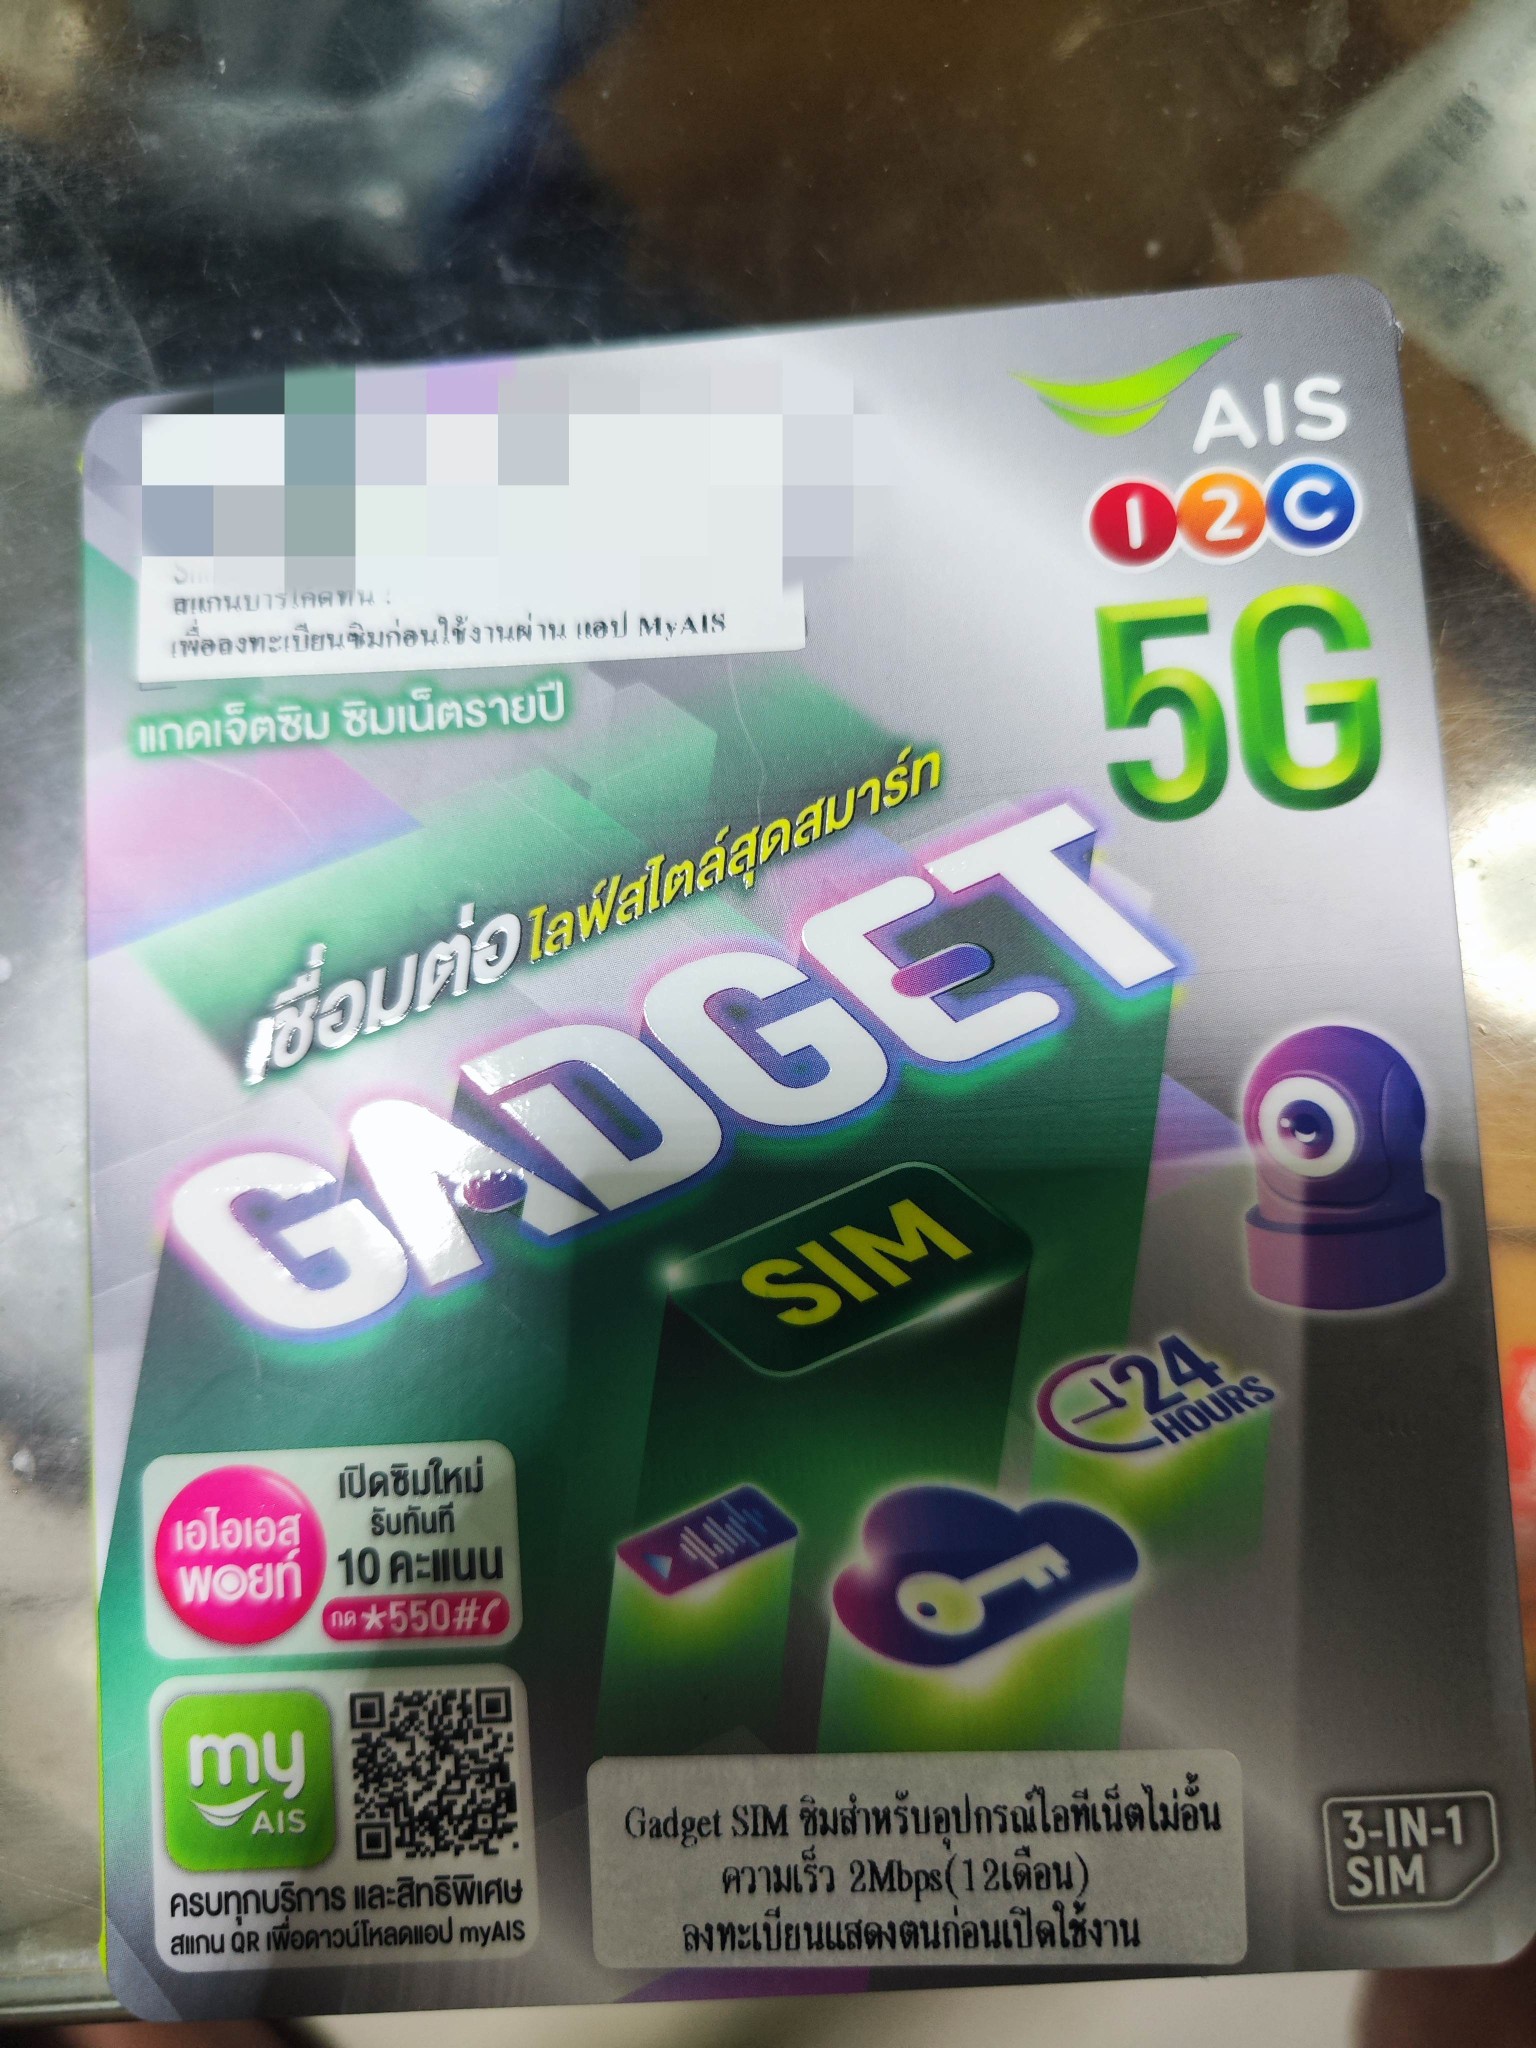 AIS
12C
5G
สแกนบาร์โค้ดที่นี่ :
เพื่อลงทะเบียนซิมก่อนใช้งานผ่าน แอป MyAIS
แกดเจ็ตซิม ซิมเน็ตรายปี
เชื่อมต่อ ไลฟ์สไตล์สุดสมาร์ท
GADGET
SIM
24
HOURS
เอไอเอส
พอยท์
เปิดซิมใหม่
รับทันที
10 คะแนน
กด *550#
my
AIS
ครบทุกบริการ และสิทธิพิเศษ
สแกน QR เพื่อดาวน์โหลดแอป myAIS
Gadget SIM ซิมสำหรับอุปกรณ์ไอทีเน็ตไม่อั้น
ความเร็ว 2Mbps(12เดือน)
ลงทะเบียนแสดงตนก่อนเปิดใช้งาน
3-IN-1
SIM